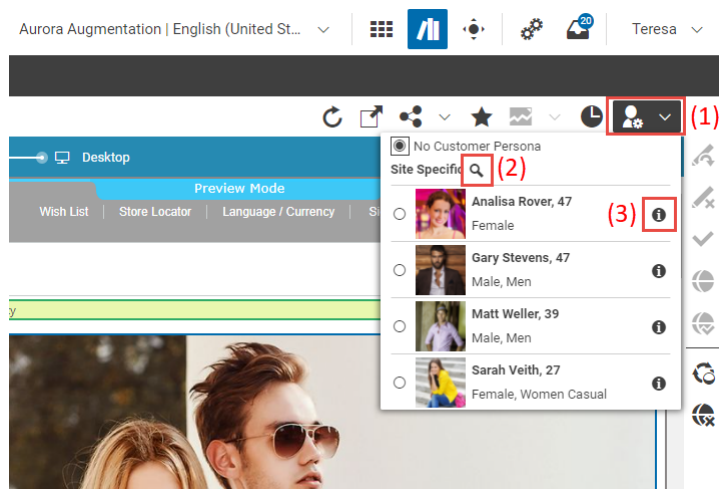 Aurora Augmentation | English (United St...
20
Teresa
(1)
Desktop
No Customer Persona
Site Specific
(2)
Preview Mode
Wish List
Store Locator
Language / Currency
Si
Analisa Rover, 47
Female
(3)
Gary Stevens, 47
Male, Men
Matt Weller, 39
Male, Men
Sarah Veith, 27
Female, Women Casual
y